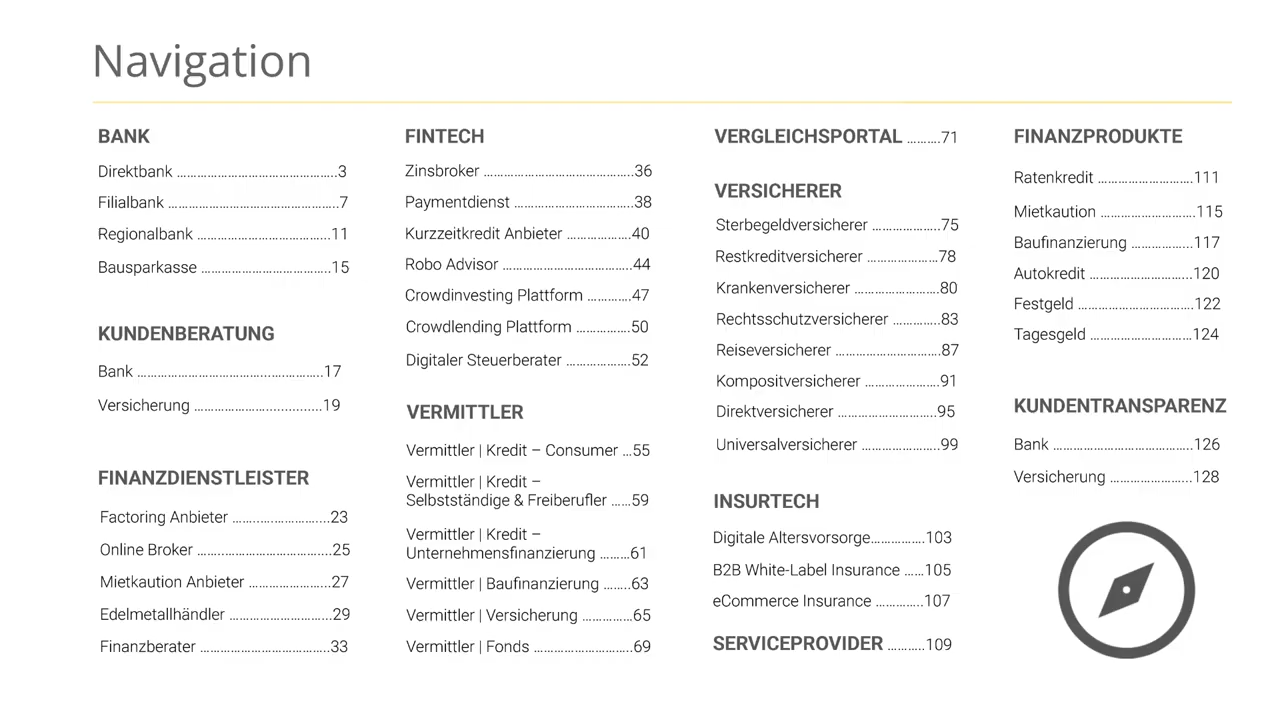 Navigation
BANK
Direktbank ……………………………………3
Filialbank ………………………………………7
Regionalbank ………………………………11
Bausparkasse ………………………………15
KUNDENBERATUNG
Bank …………………………………………17
Versicherung ……………………………19
FINANZDIENSTLEISTER
Factoring Anbieter ………………………23
Online Broker ………………………………25
Mietkaution Anbieter ……………………27
Edelmetallhändler …………………………29
Finanzberater ………………………………33
FINTECH
Zinsbroker ……………………………………36
Paymentdienst ……………………………38
Kurzzeitkredit Anbieter ………………40
Robo Advisor ………………………………44
Crowdinvesting Plattform …………47
Crowdlending Plattform ……………50
Digitaler Steuerberater ………………52
VERMITTLER
Vermittler | Kredit – Consumer …55
Vermittler | Kredit –
Selbstständige & Freiberufler ……59
Vermittler | Kredit –
Unternehmensfinanzierung ………61
Vermittler | Baufinanzierung ………63
Vermittler | Versicherung ……………65
Vermittler | Fonds ………………………69
VERGLEICHSPORTAL ……….71
VERSICHERER
Sterbegeldversicherer ………………75
Restkreditversicherer …………………78
Krankenversicherer ……………………80
Rechtsschutzversicherer …………83
Reiseversicherer …………………………87
Kompositversicherer …………………91
Direktversicherer ………………………95
Universalversicherer …………………99
INSURTECH
Digitale Altersvorsorge……………103
B2B White-Label Insurance ……105
eCommerce Insurance …………107
SERVICEPROVIDER ……….109
FINANZPRODUKTE
Ratenkredit ………………………111
Mietkaution ………………………115
Baufinanzierung ………………117
Autokredit …………………………120
Festgeld ……………………………122
Tagesgeld …………………………124
KUNDENTRANSPARENZ
Bank …………………………………126
Versicherung ……………………128